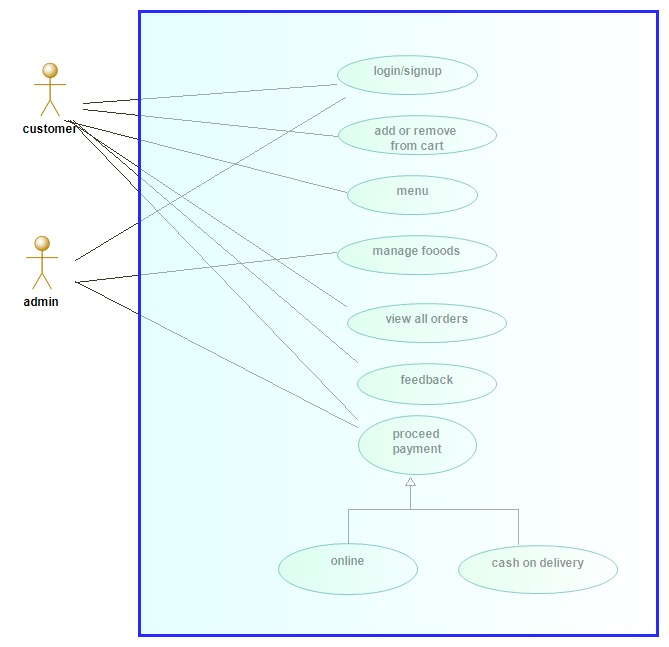 login/signup
customer
add or remove
from cart
menu
manage fooods
admin
view all orders
feedback
proceed
payment
online
cash on delivery